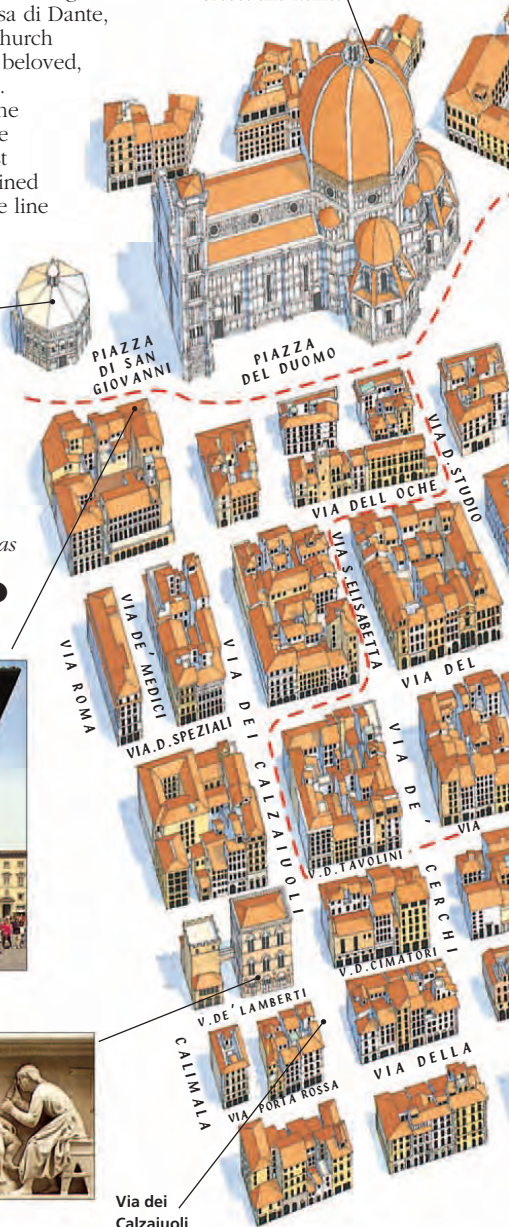 sa di Dante,
hurch
beloved,
ined
e line
PIAZZA
DI SAN
GIOVANNI
PIAZZA
DEL DUOMO
VIA D. STUDIO
VIA DELL OCHE
as
VIA S. ELISABETTA
VIA ROMA
VIA DE' MEDICI
VIA DEI CALZAIUOLI
VIA DEL
VIA.D.SPEZIALI
VIA DE' CERCHI
VIA
V.D.TAVOLINI
V.D.CIMATORI
V. DE' LAMBERTI
CALIMALA
VIA DELLA
VIA PORTA ROSSA
Via dei
Calzaiuoli